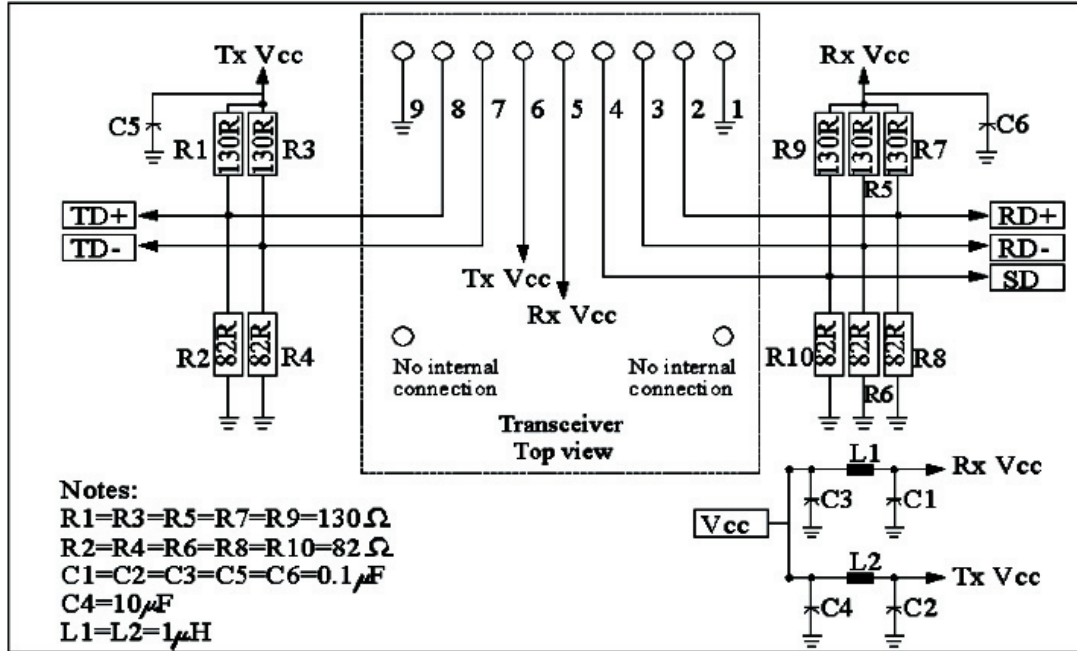 Tx Vcc
Rx Vcc
9 8 7 6 5 4 3 2 1
C5
R1
130R
130R
R3
R9
130R
130R
130R
R7
C6
R5
TD+
TD-
RD+
RD-
SD
Tx Vcc
Rx Vcc
R2
82R
82R
R4
No internal
connection
No internal
connection
R10
82R
82R
82R
R8
R6
Transceiver
Top view
L1
Rx Vcc
C3
C1
Vcc
L2
Tx Vcc
C4
C2
Notes:
R1=R3=R5=R7=R9=130Ω
R2=R4=R6=R8=R10=82Ω
C1=C2=C3=C5=C6=0.1μF
C4=10μF
L1=L2=1μH